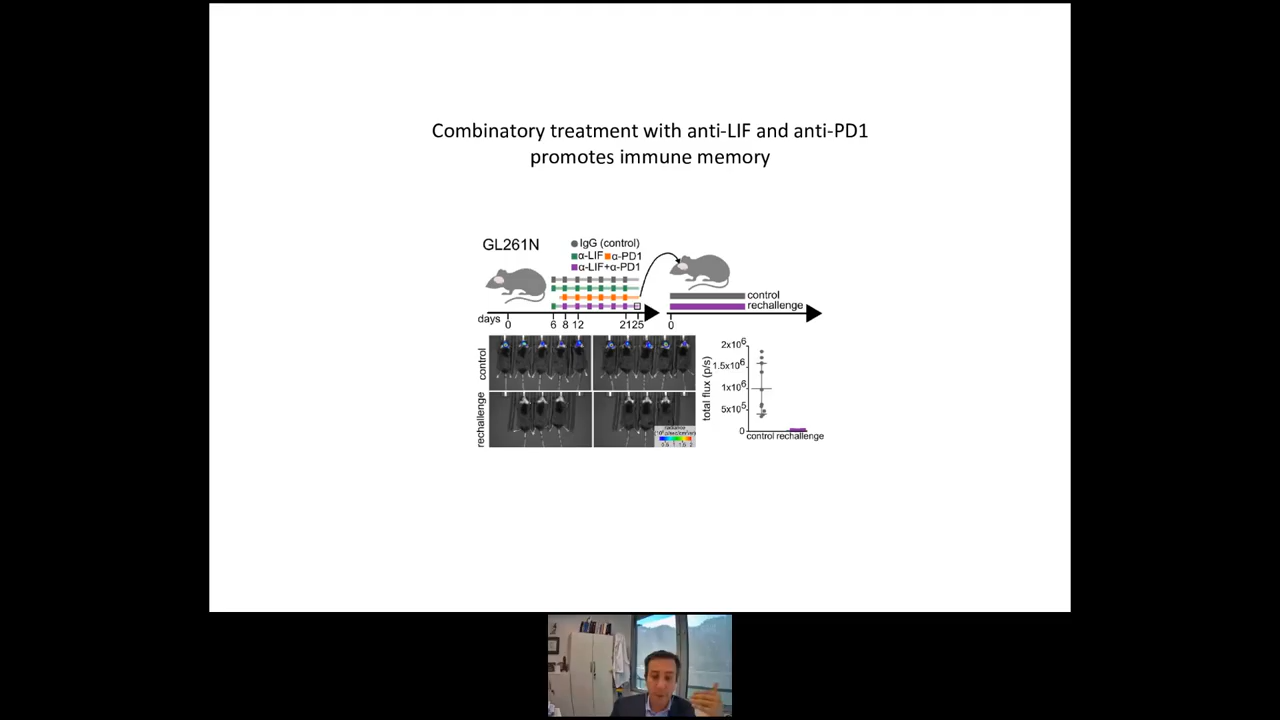 Combinatory treatment with anti-LIF and anti-PD1
promotes immune memory
GL261N
IgG (control)
α-LIF α-PD1
α-LIF+α-PD1
control
rechallenge
days 0 6 8 12 21 25
0
control
rechallenge
total flux (p/s)
2x10⁶
1.5x10⁶
1x10⁶
5x10⁵
0
control rechallenge
radiance